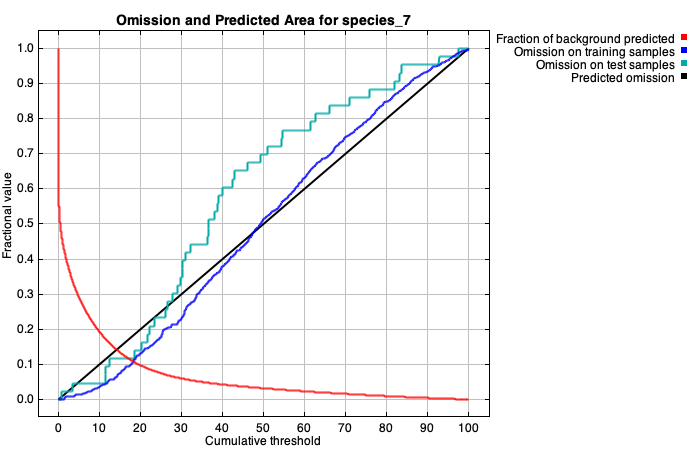 Omission and Predicted Area for species_7
Fraction of background predicted
Omission on training samples
Omission on test samples
Predicted omission
Fractional value
1.0
0.9
0.8
0.7
0.6
0.5
0.4
0.3
0.2
0.1
0.0
0 10 20 30 40 50 60 70 80 90 100
Cumulative threshold